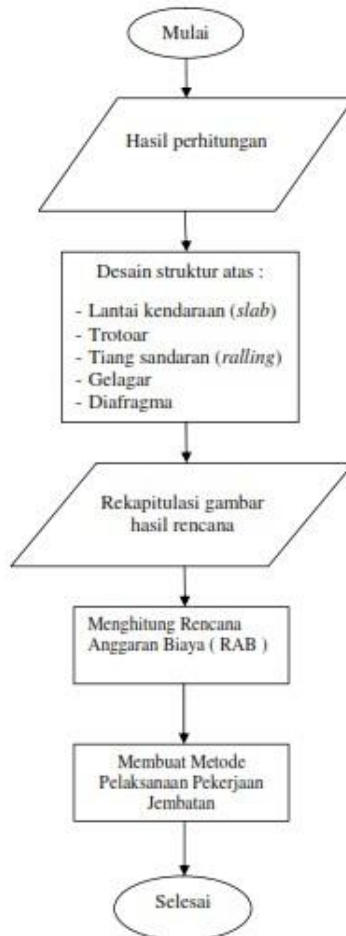 Mulai
Hasil perhitungan
Desain struktur atas :
- Lantai kendaraan (slab)
- Trotoar
- Tiang sandaran (ralling)
- Gelagar
- Diafragma
Rekapitulasi gambar
hasil rencana
Menghitung Rencana
Anggaran Biaya ( RAB )
Membuat Metode
Pelaksanaan Pekerjaan
Jembatan
Selesai